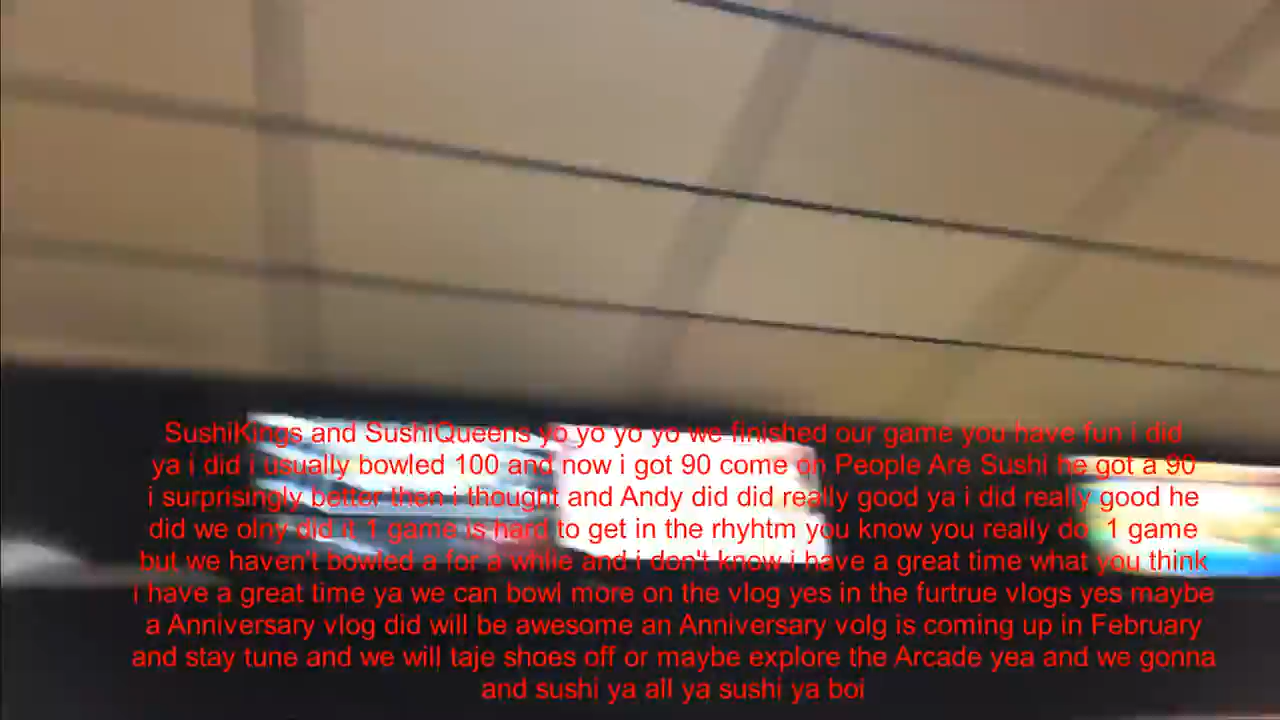 SushiKings and SushiQueens yo yo yo yo we finished our game you have fun i did
ya i did i usually bowled 100 and now i got 90 come on People Are Sushi he got a 90
i surprisingly better then i thought and Andy did did really good ya i did really good he
did we olny did it 1 game is hard to get in the rhyhtm you know you really do 1 game
but we haven't bowled a for a while and i don't know i have a great time what you think
i have a great time ya we can bowl more on the vlog yes in the furtrue vlogs yes maybe
a Anniversary vlog did will be awesome an Anniversary volg is coming up in February
and stay tune and we will taje shoes off or maybe explore the Arcade yea and we gonna
and sushi ya all ya sushi ya boi